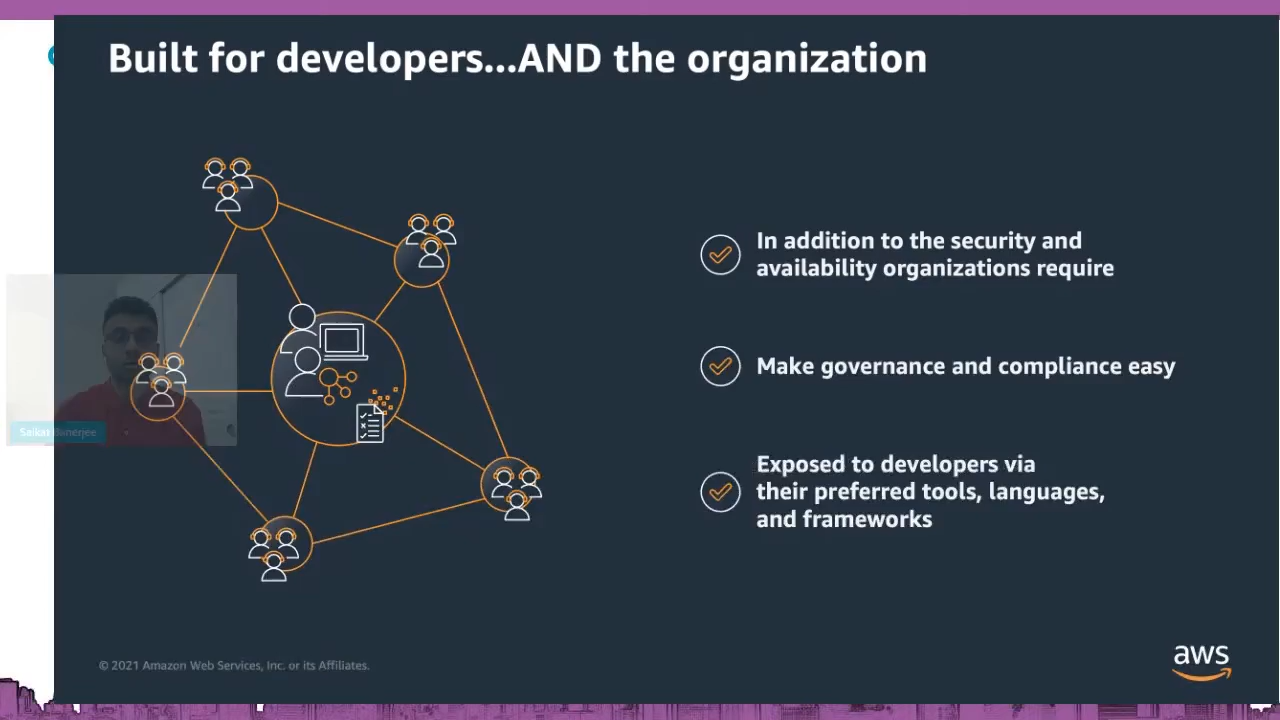 Built for developers...AND the organization
In addition to the security and
availability organizations require
Make governance and compliance easy
Exposed to developers via
their preferred tools, languages,
and frameworks
Saikat Banerjee
© 2021 Amazon Web Services, Inc. or its Affiliates.
aws